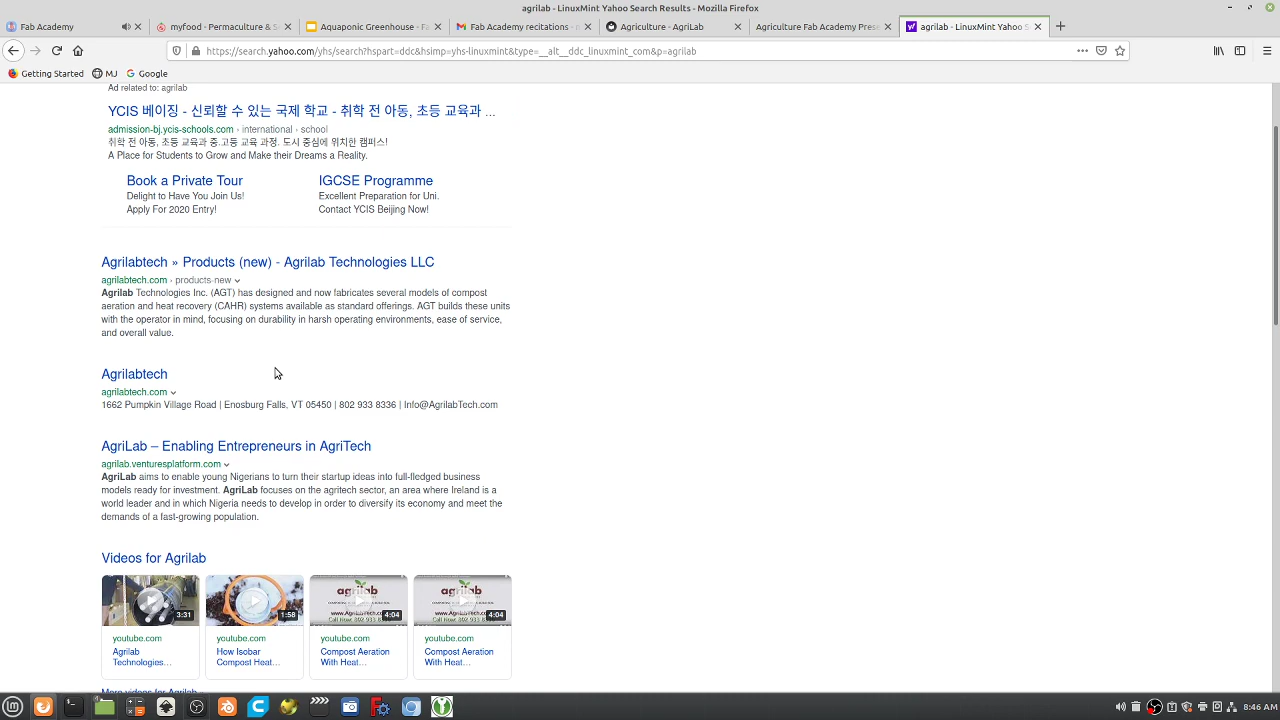 agrilab - LinuxMint Yahoo Search Results - Mozilla Firefox
Fab Academy
myfood - Permaculture & S
Aquaponic Greenhouse - Fa
Fab Academy recitations - m
Agriculture - AgriLab
Agriculture Fab Academy Prese
agrilab - LinuxMint Yahoo S
https://search.yahoo.com/yhs/search?hspart=ddc&hsimp=yhs-linuxmint&type=__alt__ddc_linuxmint_com&p=agrilab
Getting Started
MJ
Google
Ad related to: agrilab
YCIS 베이징 - 신뢰할 수 있는 국제 학교 - 취학 전 아동, 초등 교육과 ...
admission-bj.ycis-schools.com › international › school
취학 전 아동, 초등 교육과 중.고등 교육 과정. 도시 중심에 위치한 캠퍼스!
A Place for Students to Grow and Make their Dreams a Reality.
Book a Private Tour
Delight to Have You Join Us!
Apply For 2020 Entry!
IGCSE Programme
Excellent Preparation for Uni.
Contact YCIS Beijing Now!
Agrilabtech » Products (new) - Agrilab Technologies LLC
agrilabtech.com › products-new
Agrilab Technologies Inc. (AGT) has designed and now fabricates several models of compost
aeration and heat recovery (CAHR) systems available as standard offerings. AGT builds these units
with the operator in mind, focusing on durability in harsh operating environments, ease of service,
and overall value.
Agrilabtech
agrilabtech.com
1662 Pumpkin Village Road | Enosburg Falls, VT 05450 | 802 933 8336 | Info@AgrilabTech.com
AgriLab – Enabling Entrepreneurs in AgriTech
agrilab.venturesplatform.com
AgriLab aims to enable young Nigerians to turn their startup ideas into full-fledged business
models ready for investment. AgriLab focuses on the agritech sector, an area where Ireland is a
world leader and in which Nigeria needs to develop in order to diversify its economy and meet the
demands of a fast-growing population.
Videos for Agrilab
3:31
1:58
agrilab
4:04
agrilab
4:04
youtube.com
Agrilab
Technologies...
youtube.com
How Isobar
Compost Heat...
youtube.com
Compost Aeration
With Heat...
youtube.com
Compost Aeration
With Heat...
More videos for Agrilab »
8:46 AM